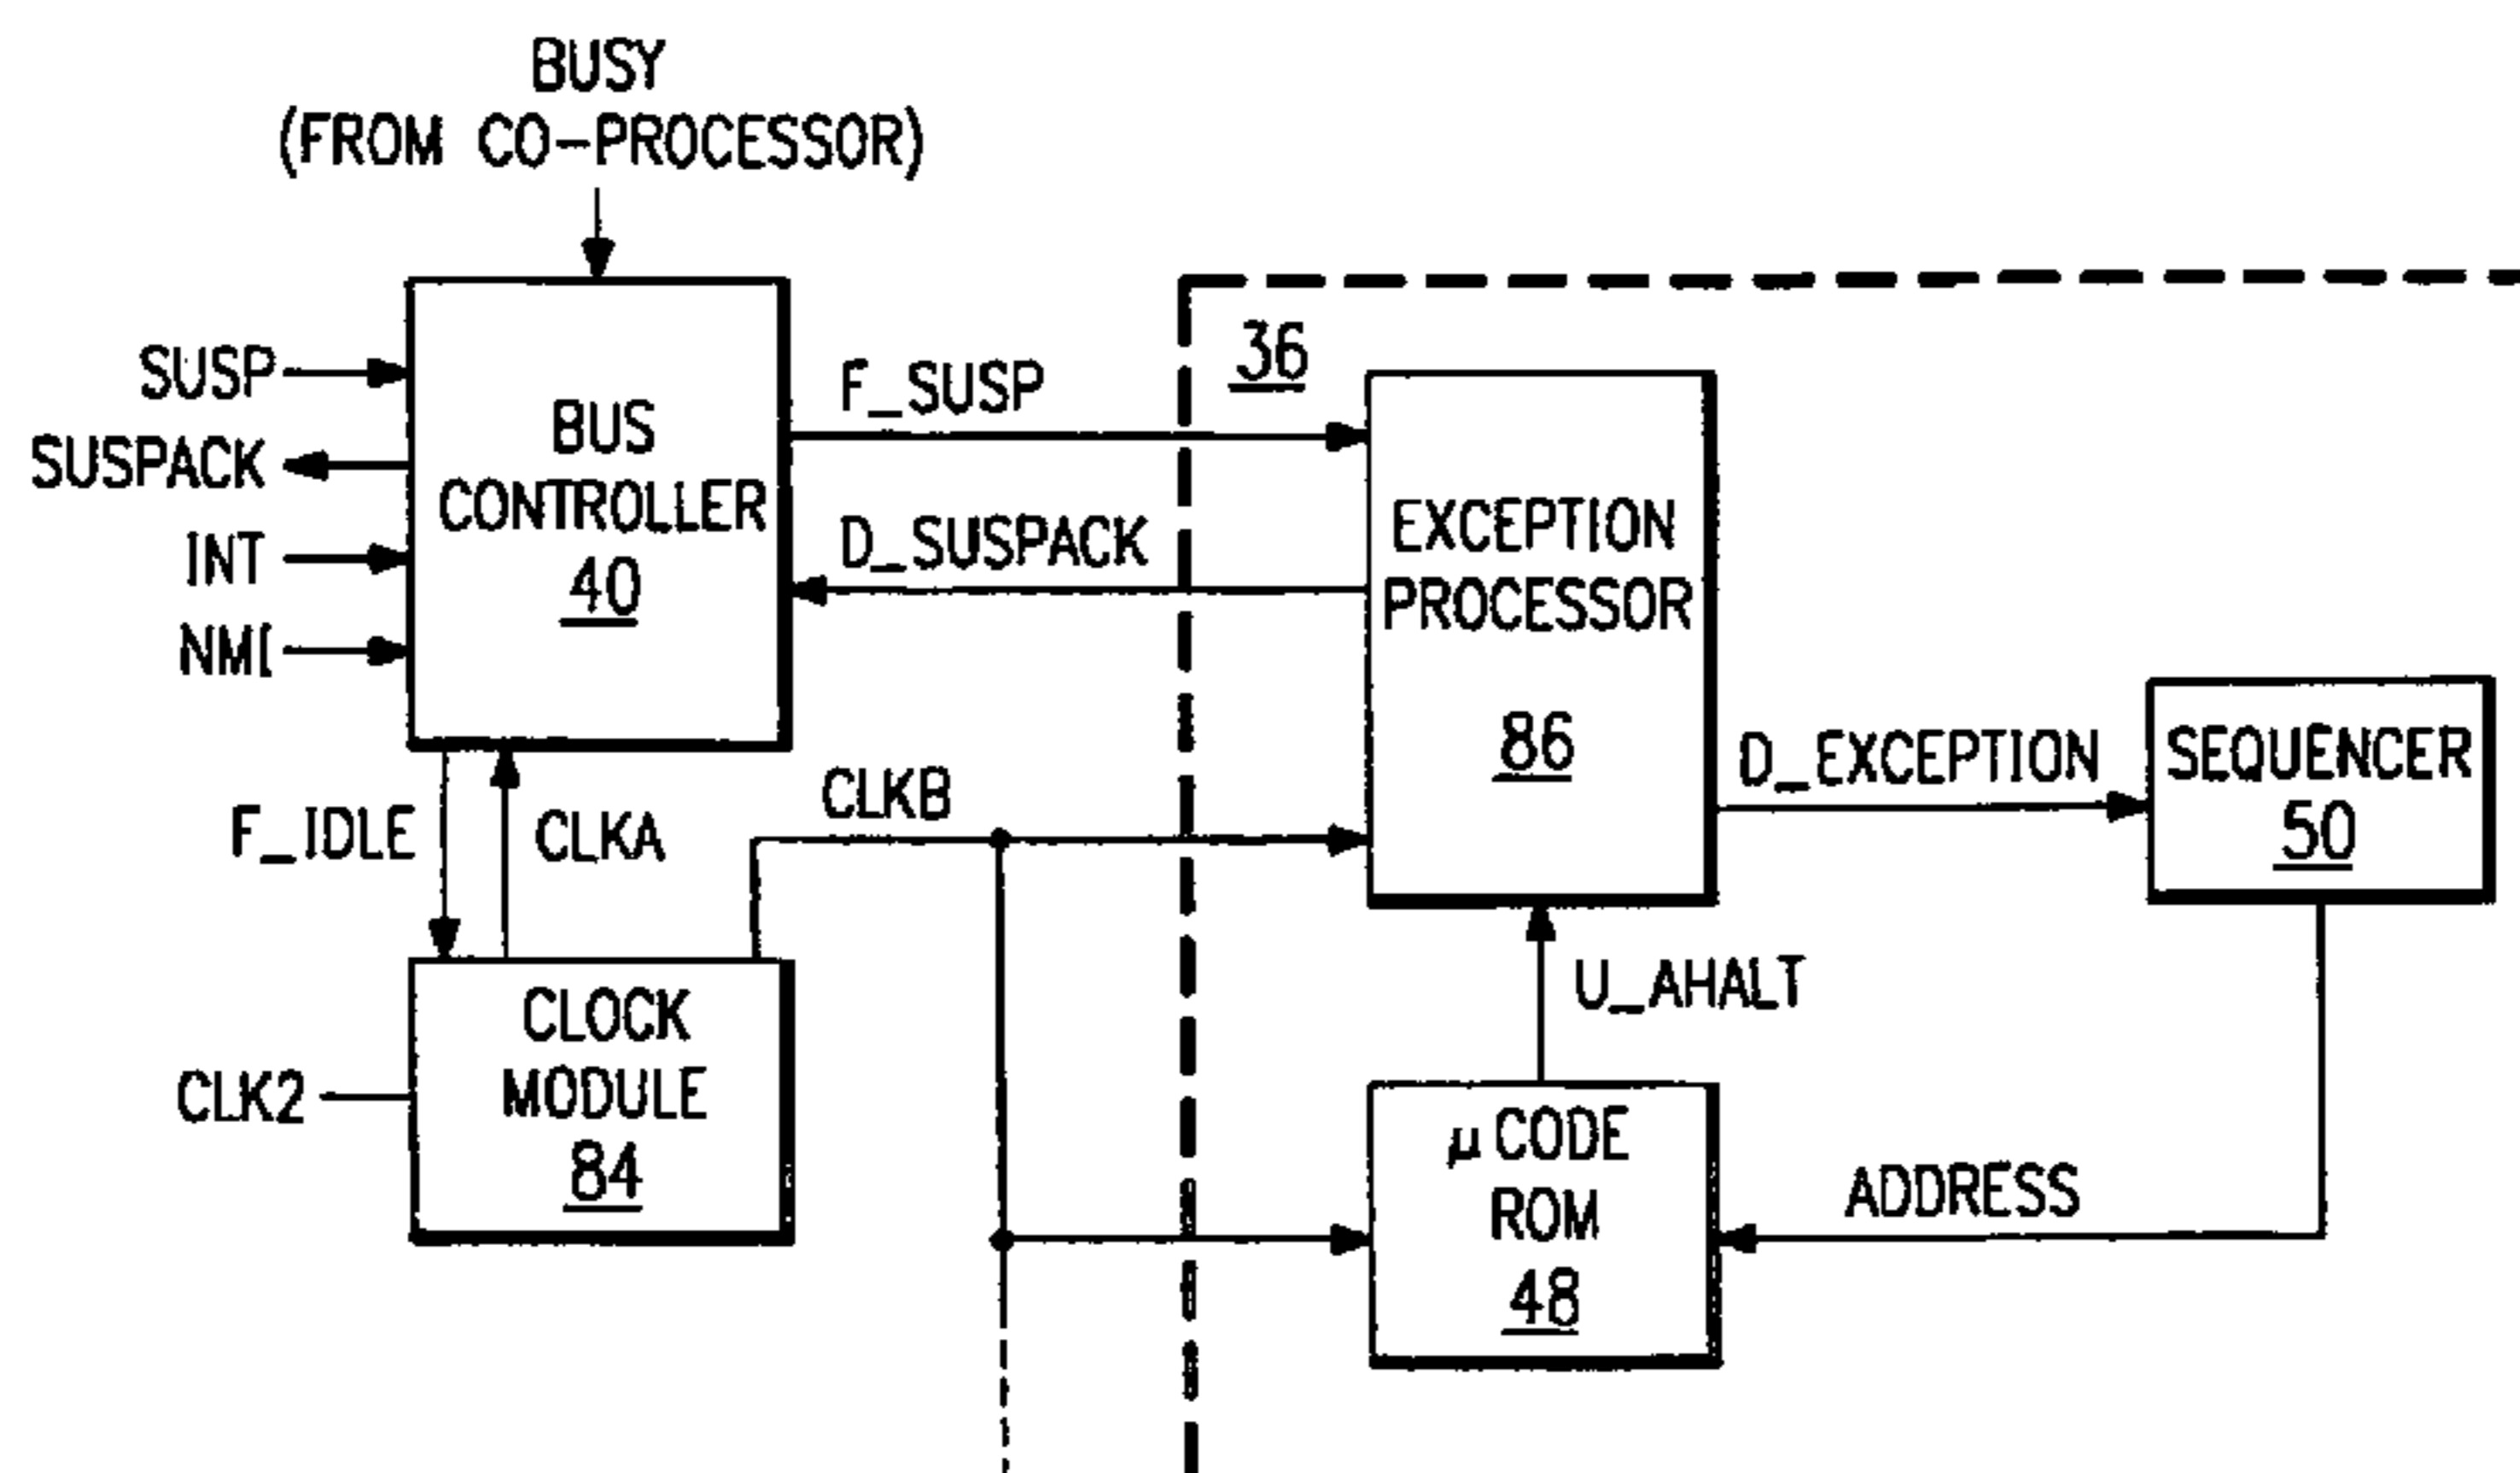 BUSY
(FROM CO-PROCESSOR)
SUSP
SUSPACK
INT
NMI
BUS
CONTROLLER
40
F_SUSP
D_SUSPACK
36
EXCEPTION
PROCESSOR
86
D_EXCEPTION
SEQUENCER
50
F_IDLE
CLKA
CLKB
CLOCK
MODULE
84
CLK2
U_AHALT
μ CODE
ROM
48
ADDRESS